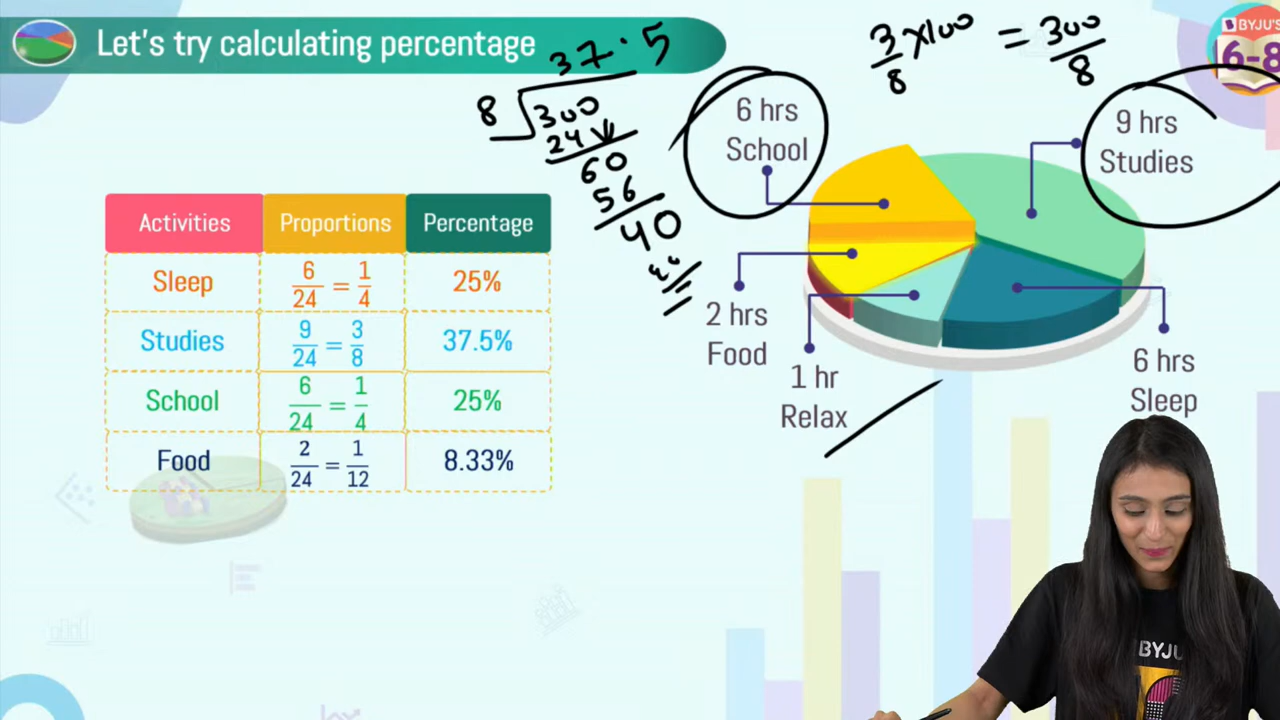 Let's try calculating percentage
3/8 × 100 = 300/8
BYJU'S
6-8
37.5
8 300
24
60
56
40
6 hrs
School
9 hrs
Studies
2 hrs
Food
1 hr
Relax
6 hrs
Sleep
Activities Proportions Percentage
Sleep 6/24 = 1/4 25%
Studies 9/24 = 3/8 37.5%
School 6/24 = 1/4 25%
Food 2/24 = 1/12 8.33%
BYJU